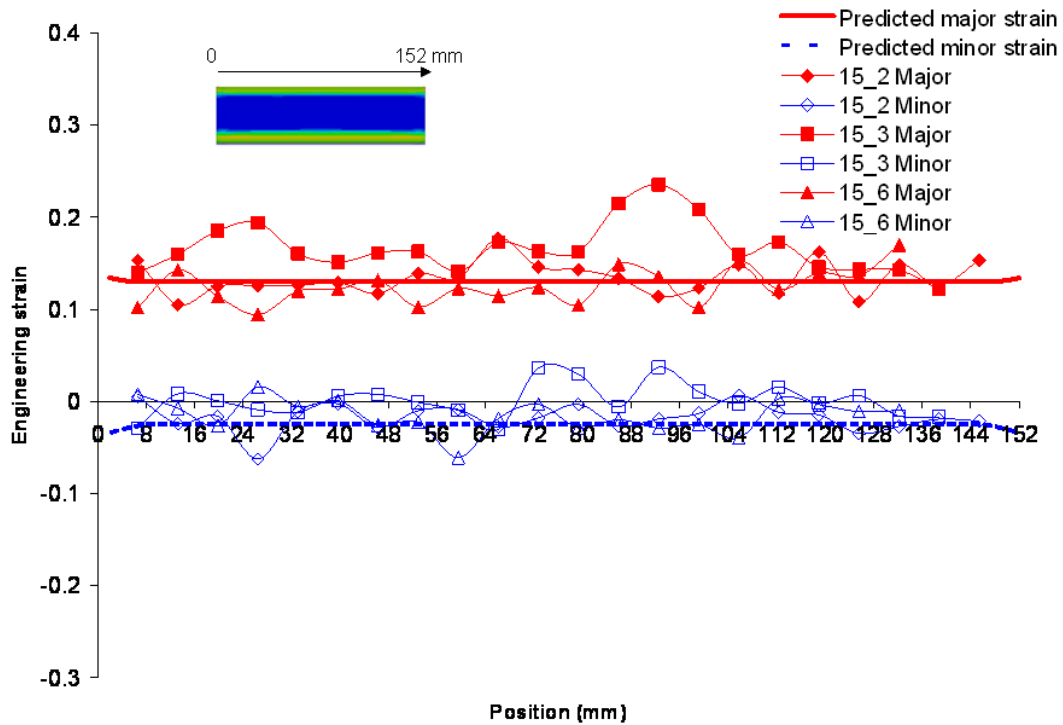 Predicted major strain
Predicted minor strain
15_2 Major
15_2 Minor
15_3 Major
15_3 Minor
15_6 Major
15_6 Minor
0 152 mm
Engineering strain
0.4
0.3
0.2
0.1
0
-0.1
-0.2
-0.3
0 8 16 24 32 40 48 56 64 72 80 88 96 104 112 120 128 136 144 152
Position (mm)